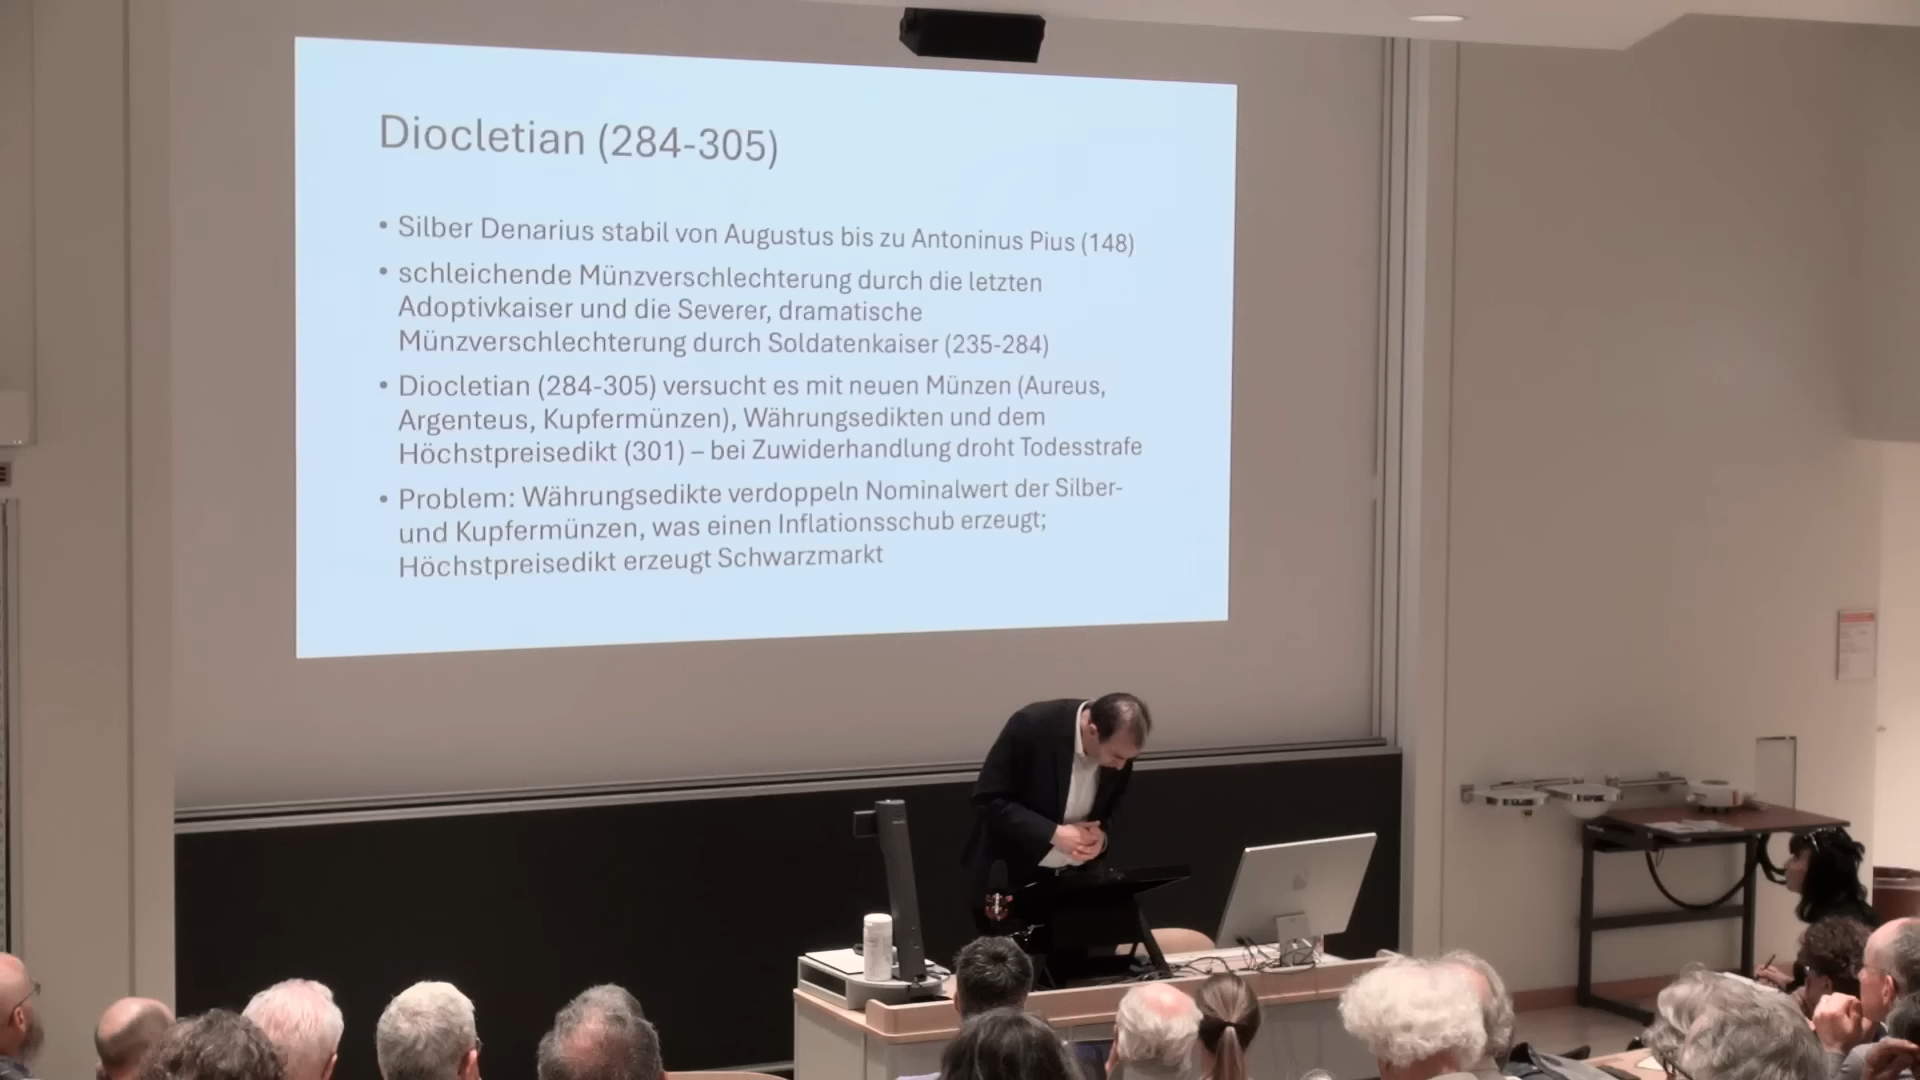 Diocletian (284-305)
• Silber Denarius stabil von Augustus bis zu Antoninus Pius (148)
• schleichende Münzverschlechterung durch die letzten
Adoptivkaiser und die Severer, dramatische
Münzverschlechterung durch Soldatenkaiser (235-284)
• Diocletian (284-305) versucht es mit neuen Münzen (Aureus,
Argenteus, Kupfermünzen), Währungsedikten und dem
Höchstpreisedikt (301) – bei Zuwiderhandlung droht Todesstrafe
• Problem: Währungsedikte verdoppeln Nominalwert der Silber-
und Kupfermünzen, was einen Inflationsschub erzeugt;
Höchstpreisedikt erzeugt Schwarzmarkt